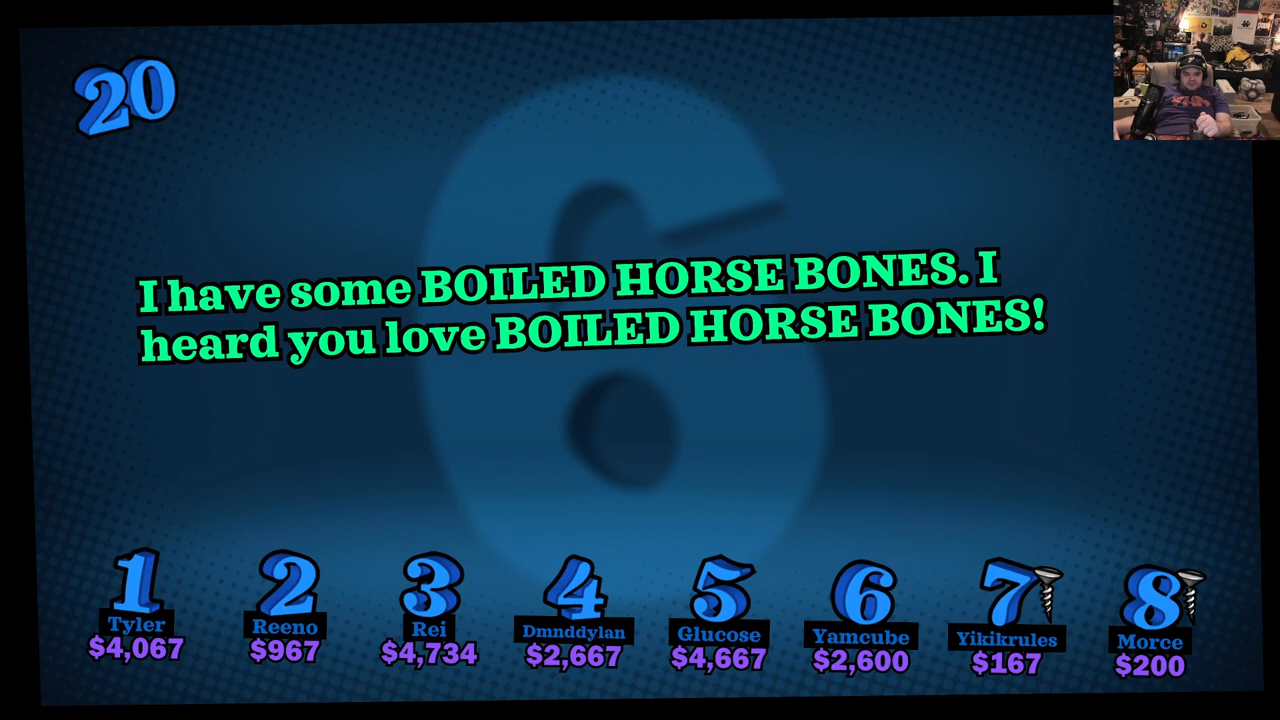 20
I have some BOILED HORSE BONES. I
heard you love BOILED HORSE BONES!
1 2 3 4 5 6 7 8
Tyler Reeno Rei Dmnddylan Glucose Yamcube Yikikrules Morce
$4,067 $967 $4,734 $2,667 $4,667 $2,600 $167 $200
6